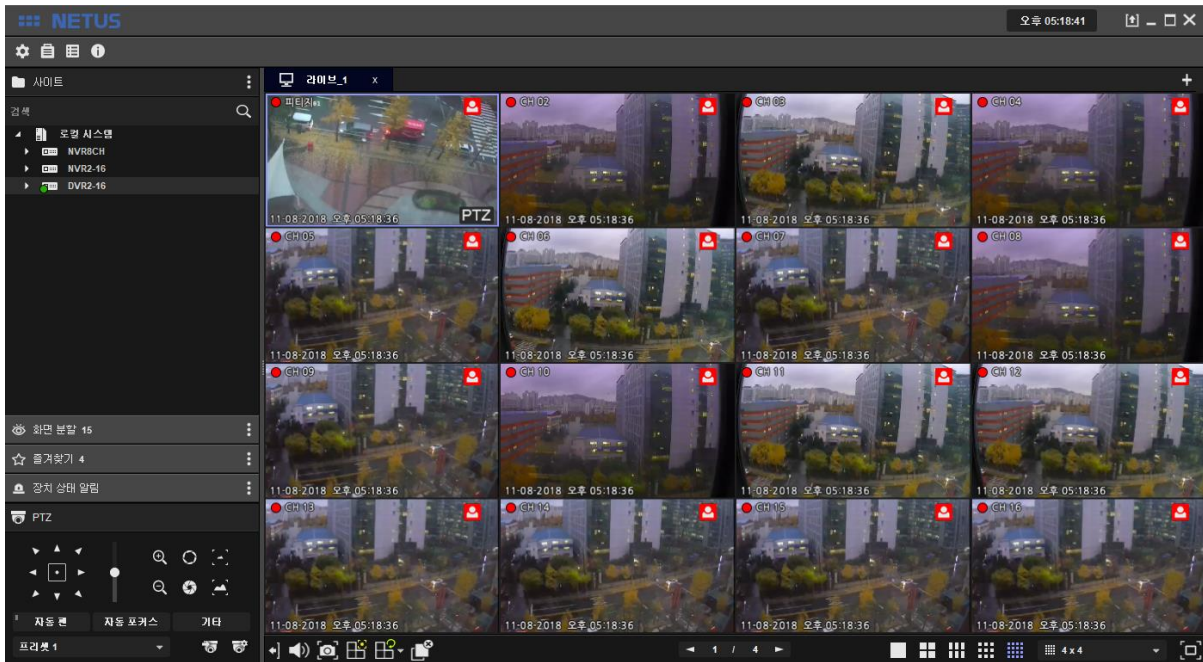 NETUS
오후 05:18:41
사이트
라이브_1 x
검색
로컬 시스템
NVR8CH
NVR2-16
DVR2-16
화면 분할 15
즐겨찾기 4
장치 상태 알림
PTZ
자동 팬 자동 포커스 기타
프리셋 1
피티지
11-08-2018 오후 05:18:36
PTZ
CH 02
11-08-2018 오후 05:18:36
CH 03
11-08-2018 오후 05:18:36
CH 04
11-08-2018 오후 05:18:36
CH 05
11-08-2018 오후 05:18:36
CH 06
11-08-2018 오후 05:18:36
CH 07
11-08-2018 오후 05:18:36
CH 08
11-08-2018 오후 05:18:36
CH 09
11-08-2018 오후 05:18:36
CH 10
11-08-2018 오후 05:18:36
CH 11
11-08-2018 오후 05:18:36
CH 12
11-08-2018 오후 05:18:36
CH 13
11-08-2018 오후 05:18:36
CH 14
11-08-2018 오후 05:18:36
CH 15
11-08-2018 오후 05:18:36
CH 16
11-08-2018 오후 05:18:36
1 / 4
4 x 4